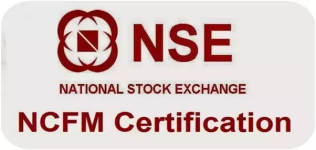 NSE
NATIONAL STOCK EXCHANGE
NCFM Certification